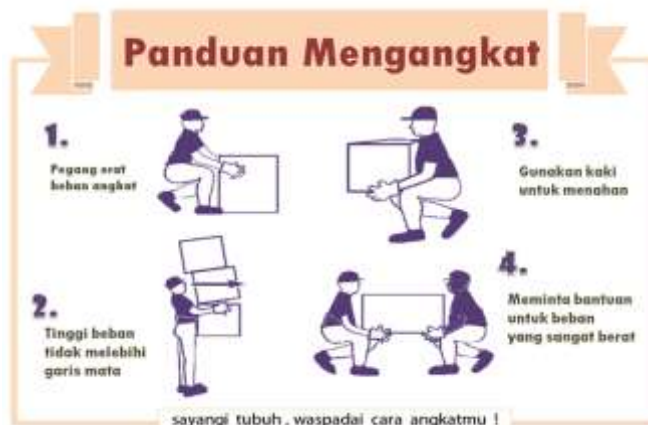 Panduan Mengangkat
1.
Pegang erat
beban angkat
2.
Tinggi beban
tidak melebihi
garis mata
3.
Gunakan kaki
untuk menahan
4.
Meminta bantuan
untuk beban
yang sangat berat
sayangi tubuh , waspadai cara angkatmu !